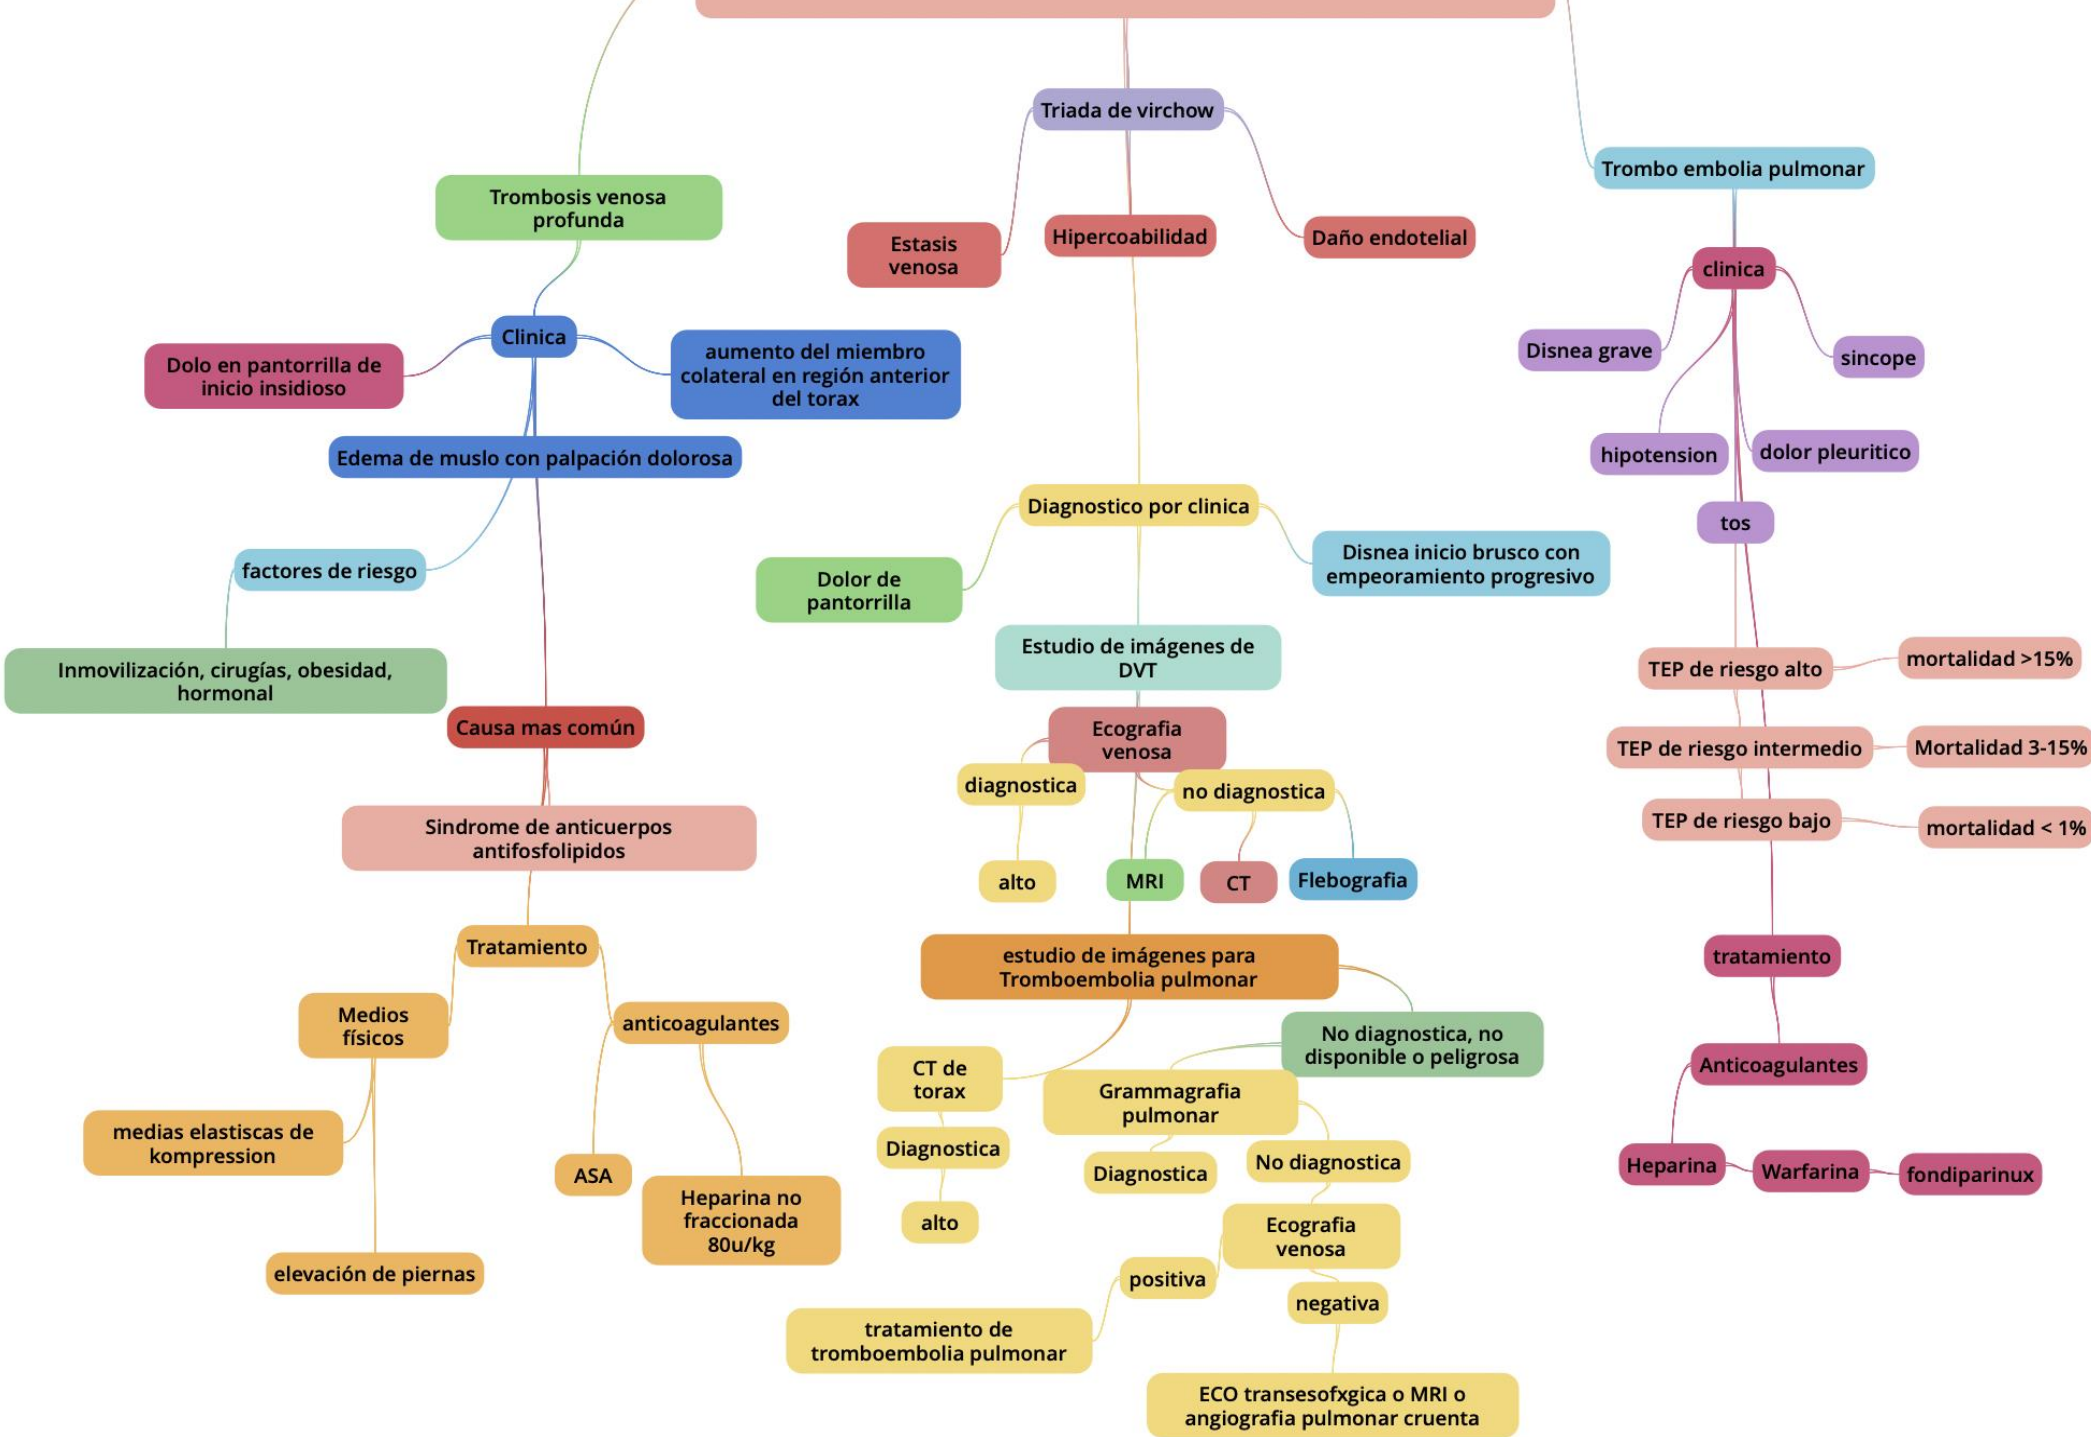 Triada de virchow
Trombo embolia pulmonar
Trombosis venosa
profunda
Estasis
venosa
Hipercoabilidad
Daño endotelial
clinica
Clinica
Dolo en pantorrilla de
inicio insidioso
aumento del miembro
colateral en región anterior
del torax
Disnea grave
sincope
Edema de muslo con palpación dolorosa
hipotension
dolor pleuritico
Diagnostico por clinica
tos
factores de riesgo
Dolor de
pantorrilla
Disnea inicio brusco con
empeoramiento progresivo
Inmovilización, cirugías, obesidad,
hormonal
Estudio de imágenes de
DVT
TEP de riesgo alto
mortalidad >15%
Causa mas común
Ecografia
venosa
TEP de riesgo intermedio
Mortalidad 3-15%
diagnostica
no diagnostica
TEP de riesgo bajo
mortalidad < 1%
Sindrome de anticuerpos
antifosfolipidos
alto
MRI
CT
Flebografia
Tratamiento
estudio de imágenes para
Tromboembolia pulmonar
tratamiento
Medios
físicos
anticoagulantes
No diagnostica, no
disponible o peligrosa
CT de
torax
Grammagrafia
pulmonar
Anticoagulantes
medias elastiscas de
kompression
ASA
Heparina no
fraccionada
80u/kg
Diagnostica
Diagnostica
No diagnostica
Heparina
Warfarina
fondiparinux
alto
Ecografia
venosa
elevación de piernas
positiva
negativa
tratamiento de
tromboembolia pulmonar
ECO transesofxgica o MRI o
angiografia pulmonar cruenta